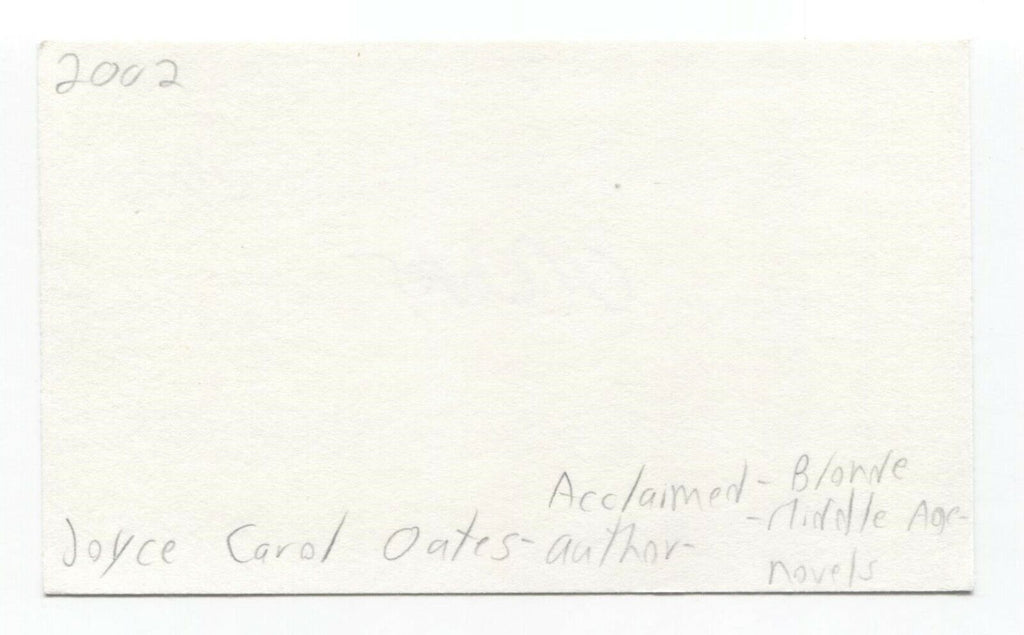 2002
Acclaimed - Blonde
- Middle Age -
Joyce Carol Oates - author -
novels